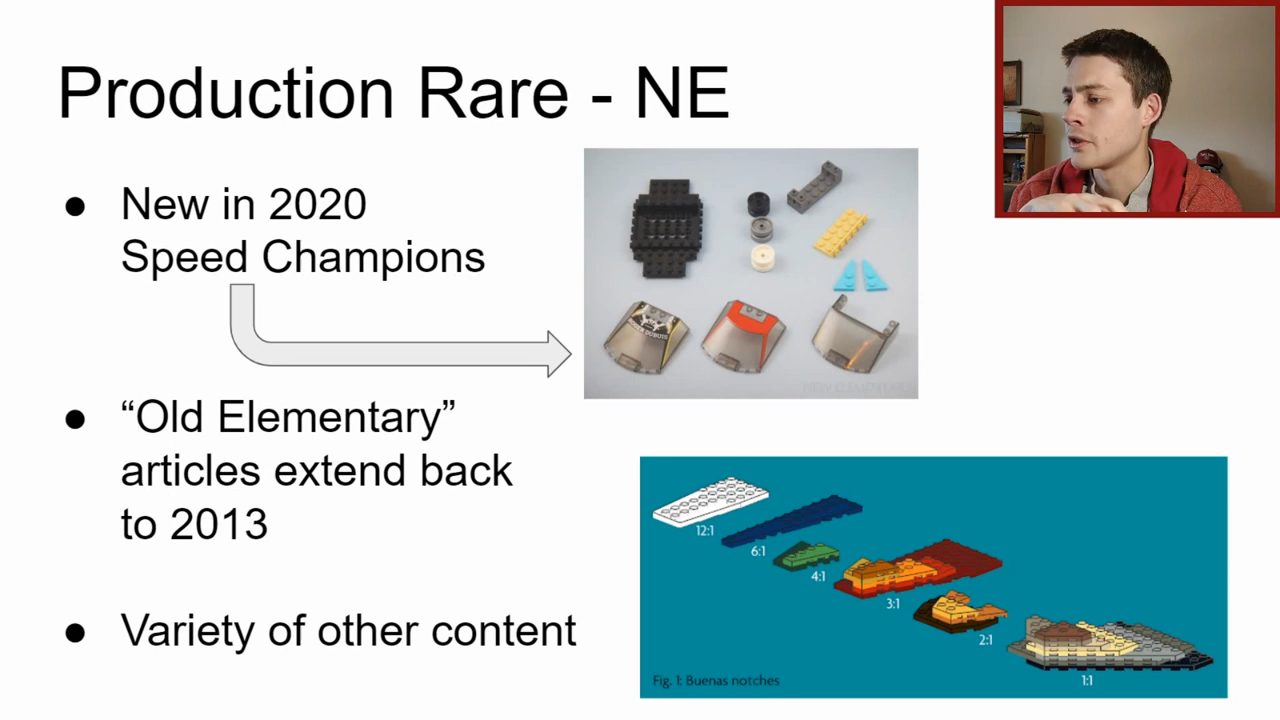 Production Rare - NE
● New in 2020
Speed Champions
● “Old Elementary”
articles extend back
to 2013
● Variety of other content
12:1
6:1
4:1
3:1
2:1
1:1
Fig. 1: Buenas notches